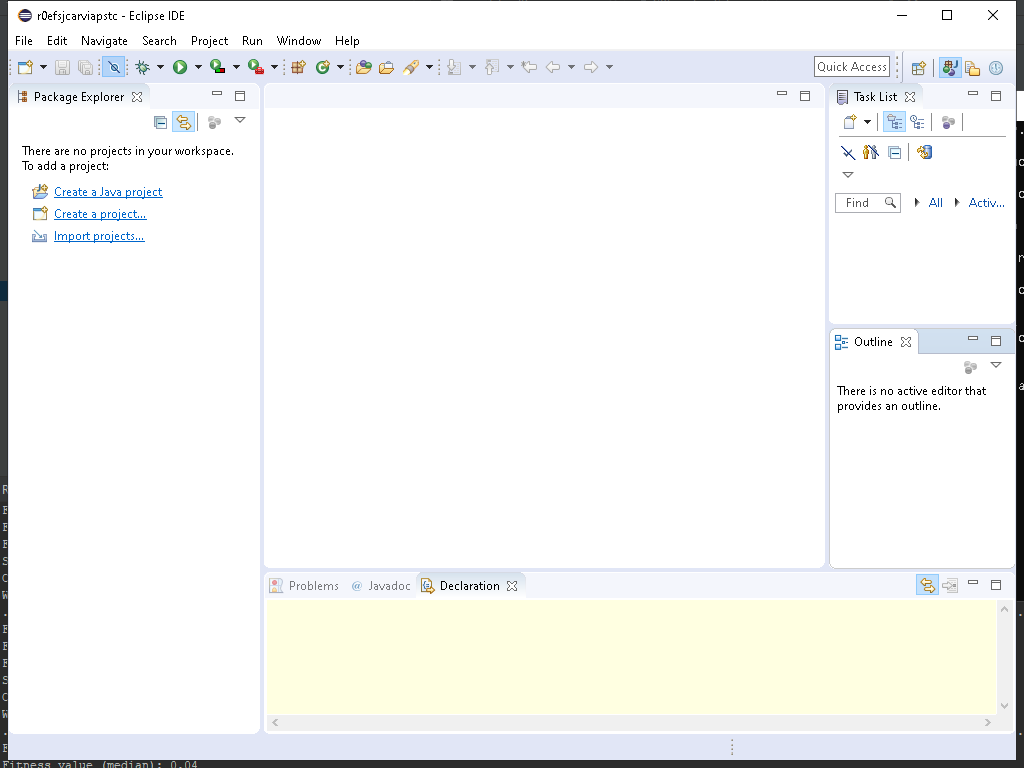 r0efsjcarviapstc - Eclipse IDE
File Edit Navigate Search Project Run Window Help
Quick Access
Package Explorer
There are no projects in your workspace.
To add a project:
Create a Java project
Create a project...
Import projects...
Task List
Find
All
Activ...
Outline
There is no active editor that
provides an outline.
Problems @ Javadoc Declaration
Fitness value (median): 0.04